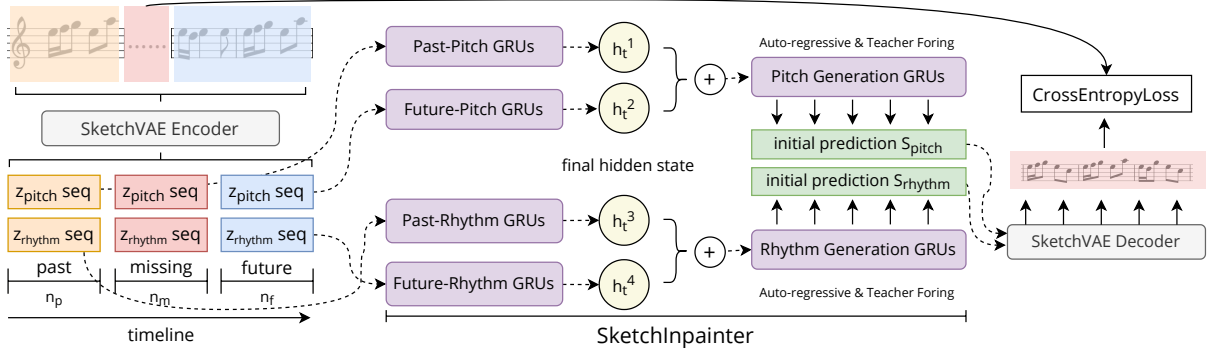 ......
SketchVAE Encoder
z_pitch seq
z_pitch seq
z_pitch seq
z_rhythm seq
z_rhythm seq
z_rhythm seq
past
missing
future
n_p
n_m
n_f
timeline
Past-Pitch GRUs
Future-Pitch GRUs
Past-Rhythm GRUs
Future-Rhythm GRUs
h_t^1
h_t^2
final hidden state
h_t^3
h_t^4
+
+
Auto-regressive & Teacher Foring
Pitch Generation GRUs
initial prediction S_pitch
initial prediction S_rhythm
Rhythm Generation GRUs
Auto-regressive & Teacher Foring
SketchInpainter
CrossEntropyLoss
SketchVAE Decoder